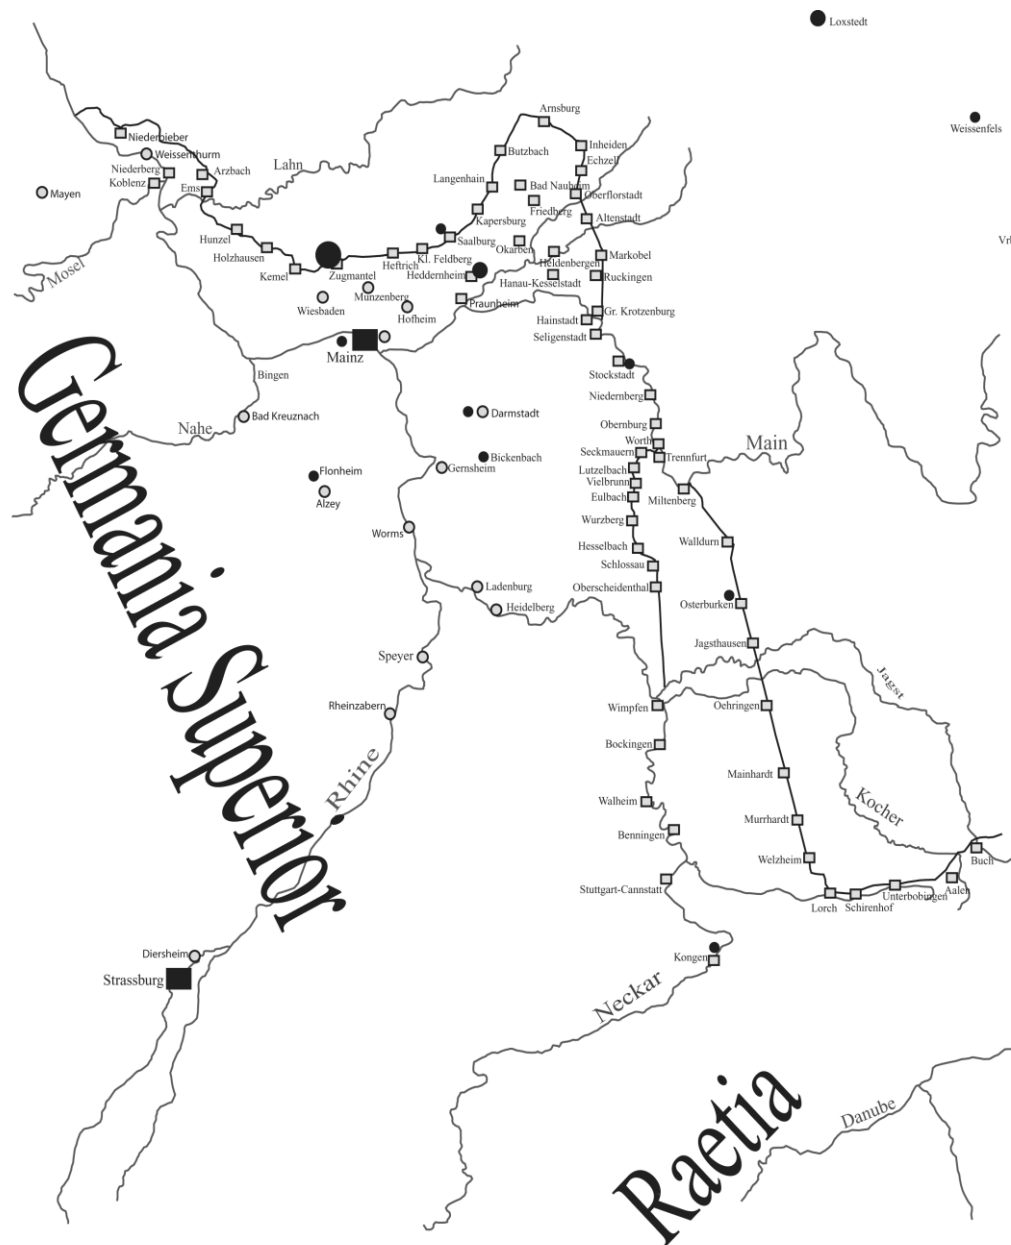 Loxstedt
Arnsburg
Weissenfels
Niederbieber
Inheiden
Weissenthurm
Butzbach
Echzell
Lahn
Niederberg
Arzbach
Koblenz
Langenhain
Bad Nauheim
Mayen
Ems
Oberflorstadt
Friedberg
Kapersburg
Altenstadt
Hunzel
Saalburg
Okarben
Holzhausen
Kl. Feldberg
Markobel
Heftrich
Heldenbergen
Mosel
Kemel
Zugmantel
Heddernheim
Ruckingen
Hanau-Kesselstadt
Munzenberg
Wiesbaden
Praunheim
Hofheim
Gr. Krotzenburg
Hainstadt
Seligenstadt
Mainz
Bingen
Stockstadt
Niedernberg
Bad Kreuznach
Darmstadt
Nahe
Obernburg
Worth
Main
Seckmauern
Trennfurt
Bickenbach
Gernsheim
Flonheim
Lutzelbach
Vielbrunn
Alzey
Eulbach
Miltenberg
Wurzberg
Worms
Walldurn
Hesselbach
Schlossau
Ladenburg
Oberscheidenthal
Heidelberg
Osterburken
Germania Superior
Jagsthausen
Speyer
Jagst
Rheinzabern
Wimpfen
Oehringen
Bockingen
Rhine
Mainhardt
Walheim
Kocher
Murrhardt
Benningen
Welzheim
Buch
Stuttgart-Cannstatt
Aalen
Unterbobingen
Lorch
Schirenhof
Diersheim
Kongen
Strassburg
Neckar
Raetia
Danube